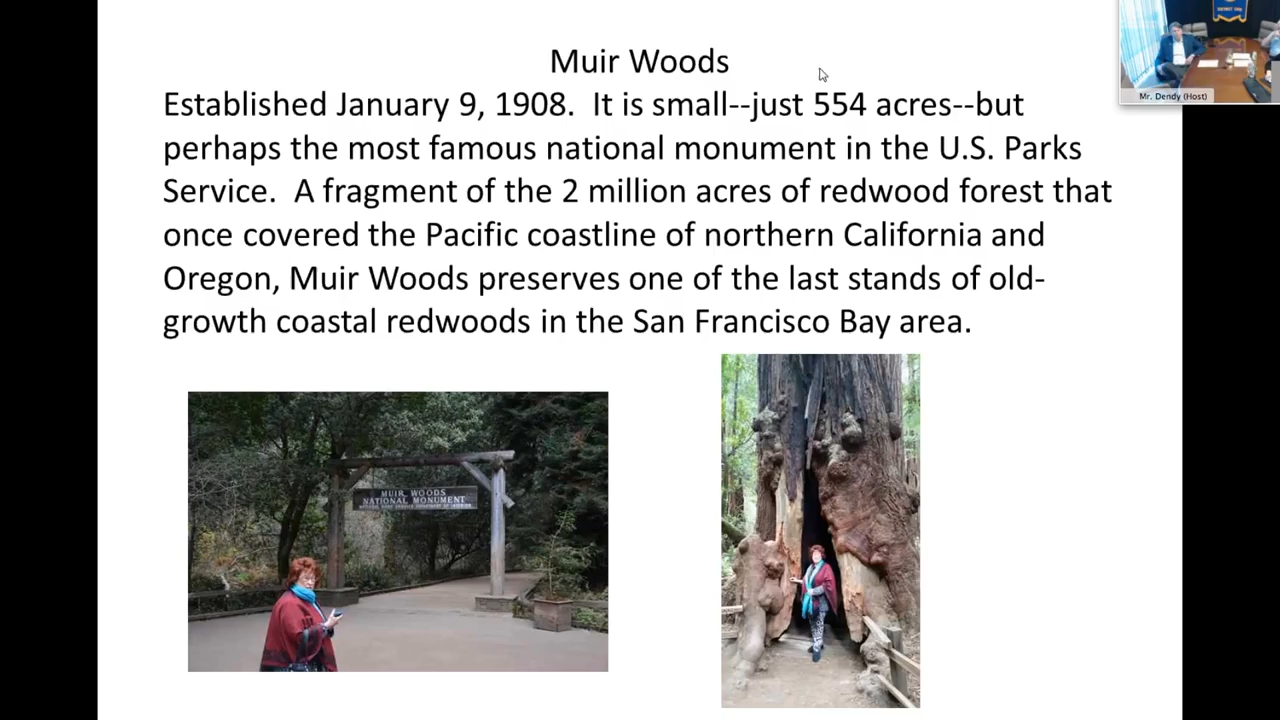 Muir Woods
Established January 9, 1908.  It is small--just 554 acres--but
perhaps the most famous national monument in the U.S. Parks
Service.  A fragment of the 2 million acres of redwood forest that
once covered the Pacific coastline of northern California and
Oregon, Muir Woods preserves one of the last stands of old-
growth coastal redwoods in the San Francisco Bay area.
MUIR WOODS
NATIONAL MONUMENT
Mr. Dendy (Host)